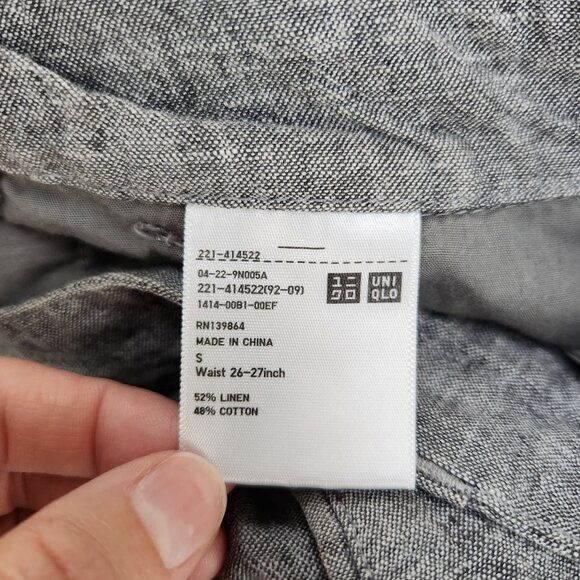 221-414522
04-22-9N005A
221-414522(92-09)
1414-00B1-00EF
ユニ
クロ
UNI
QLO
RN139864
MADE IN CHINA
S
Waist 26-27inch
52% LINEN
48% COTTON